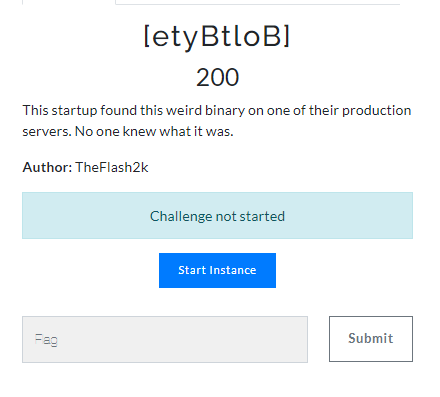 [etyBtloB]
200
This startup found this weird binary on one of their production
servers. No one knew what it was.
Author: TheFlash2k
Challenge not started
Start Instance
Flag
Submit